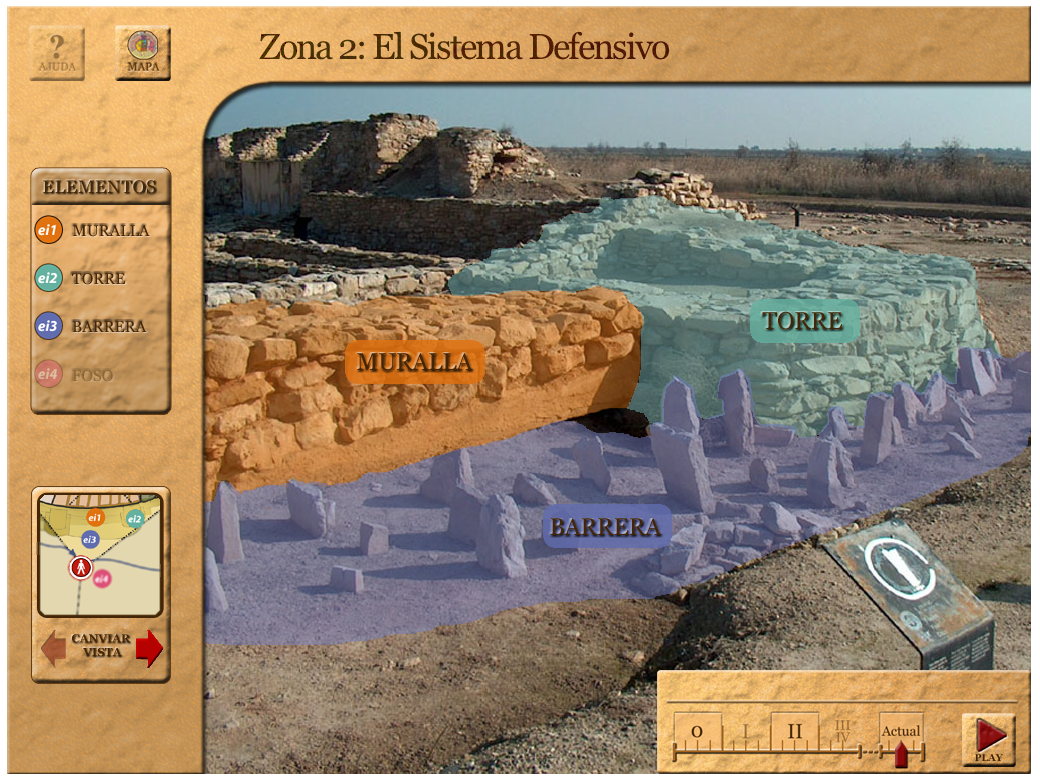 Zona 2: El Sistema Defensivo
?
AJUDA
MAPA
ELEMENTOS
ei1 MURALLA
ei2 TORRE
ei3 BARRERA
ei4 FOSO
TORRE
MURALLA
BARRERA
ei1
ei2
ei3
ei4
CANVIAR
VISTA
0 I II III
IV
Actual
PLAY